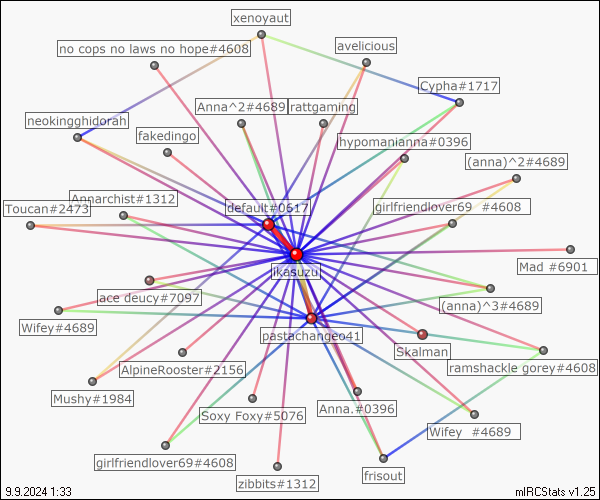 xenoyaut
no cops no laws no hope#4608
avelicious
Cypha#1717
Anna^2#4689
rattgaming
neokingghidorah
fakedingo
hypomanianna#0396
(anna)^2#4689
Annarchist#1312
default#0517
girlfriendlover69 #4608
Toucan#2473
ikasuzu
Mad #6901
ace deucy#7097
(anna)^3#4689
Wifey#4689
pastachangeo41
Skalman
AlpineRooster#2156
ramshackle gorey#4608
Mushy#1984
Soxy Foxy#5076
Anna.#0396
Wifey #4689
girlfriendlover69#4608
frisout
zibbits#1312
9.9.2024 1:33
mIRCStats v1.25